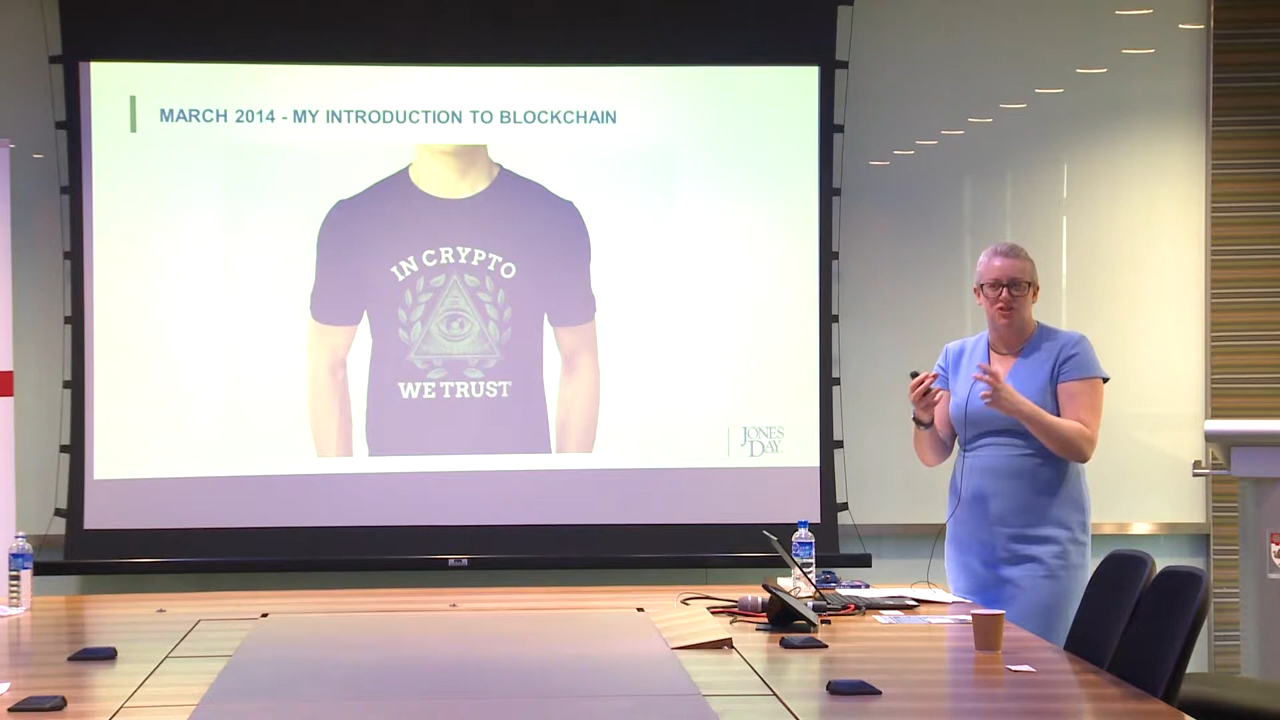 MARCH 2014 - MY INTRODUCTION TO BLOCKCHAIN
IN CRYPTO
WE TRUST
JONES
DAY